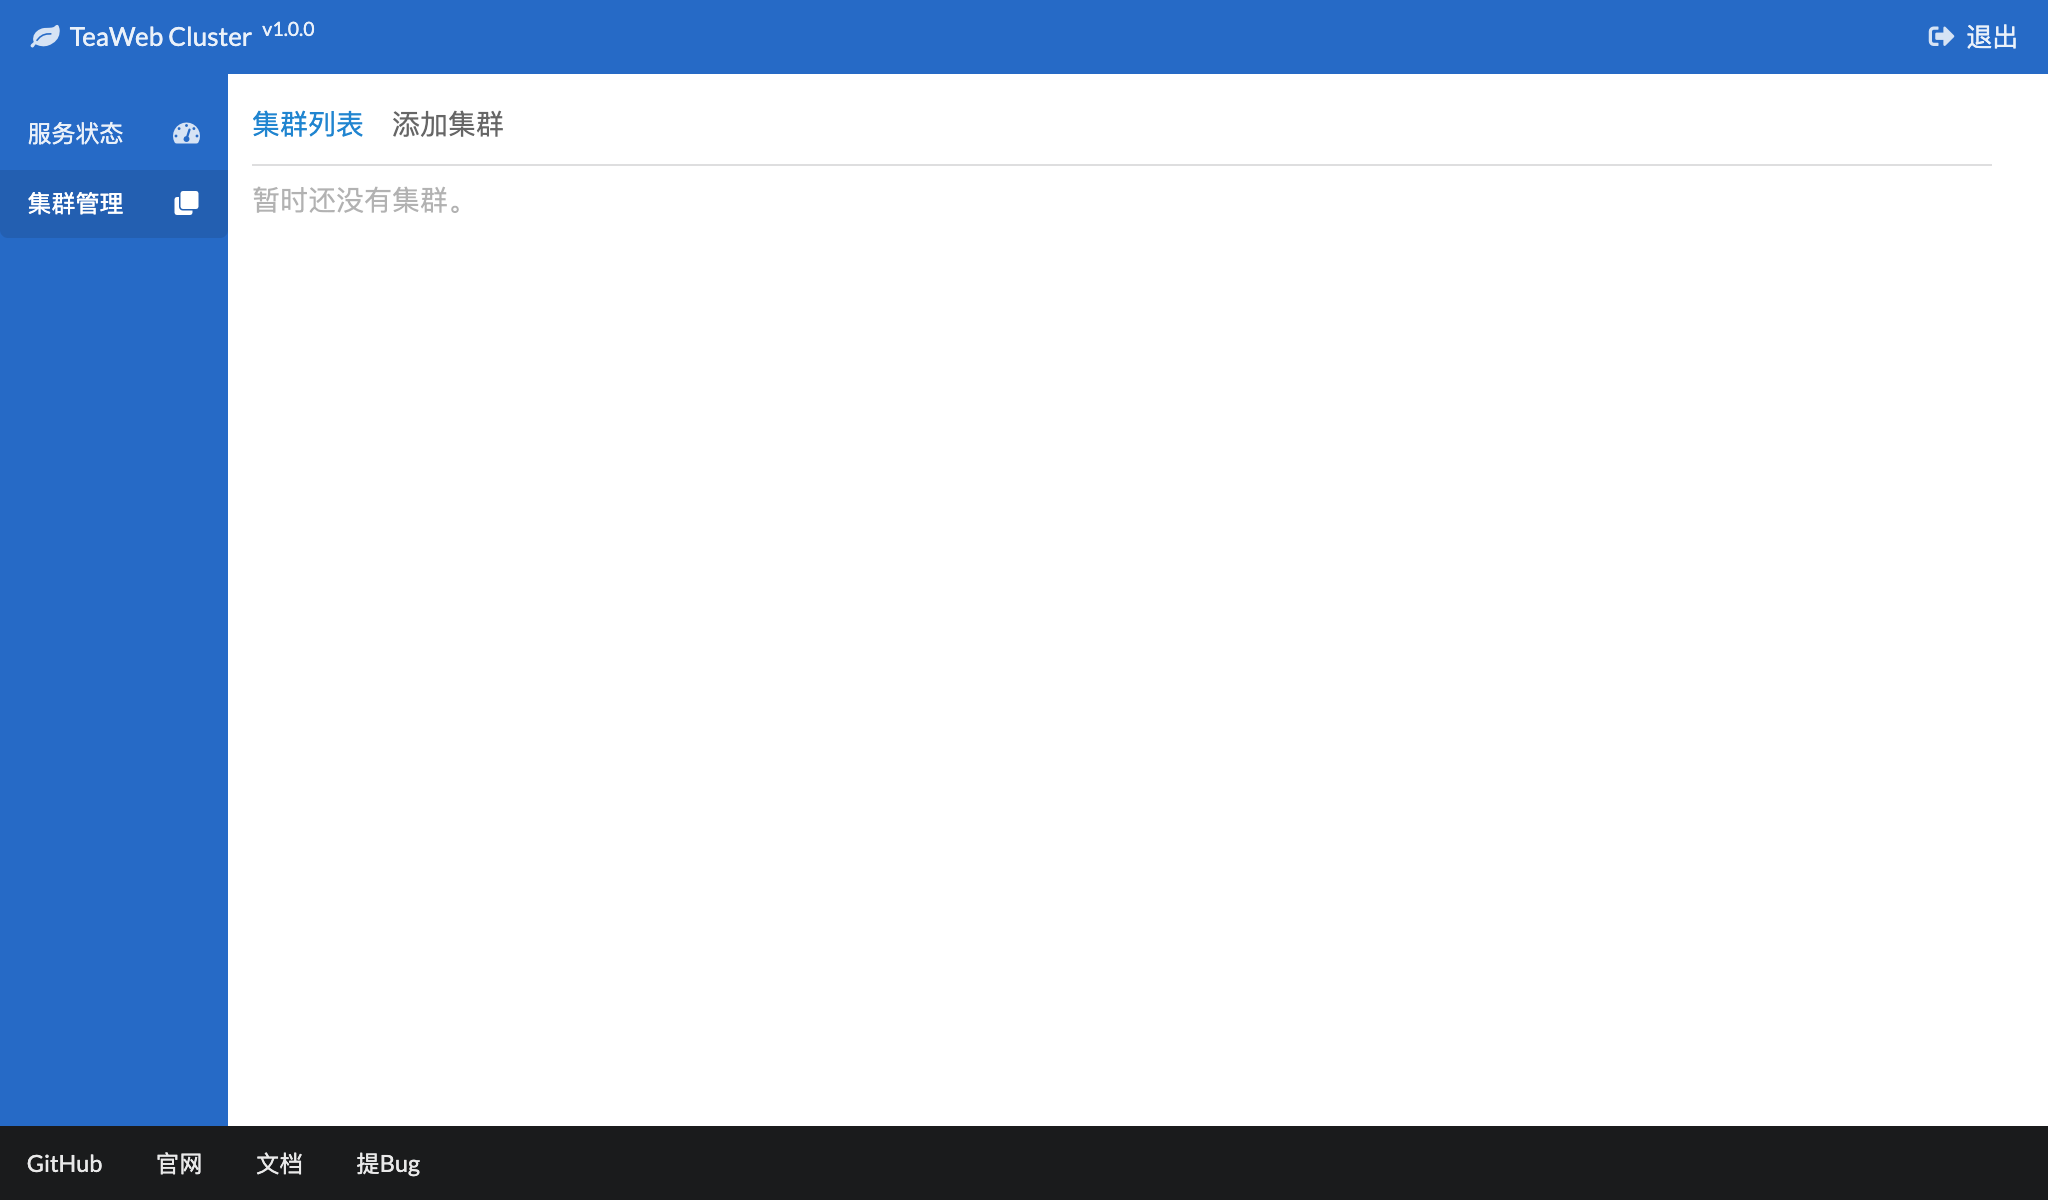 TeaWeb Cluster v1.0.0
退出
服务状态
集群管理
集群列表 添加集群
暂时还没有集群。
GitHub 官网 文档 提Bug